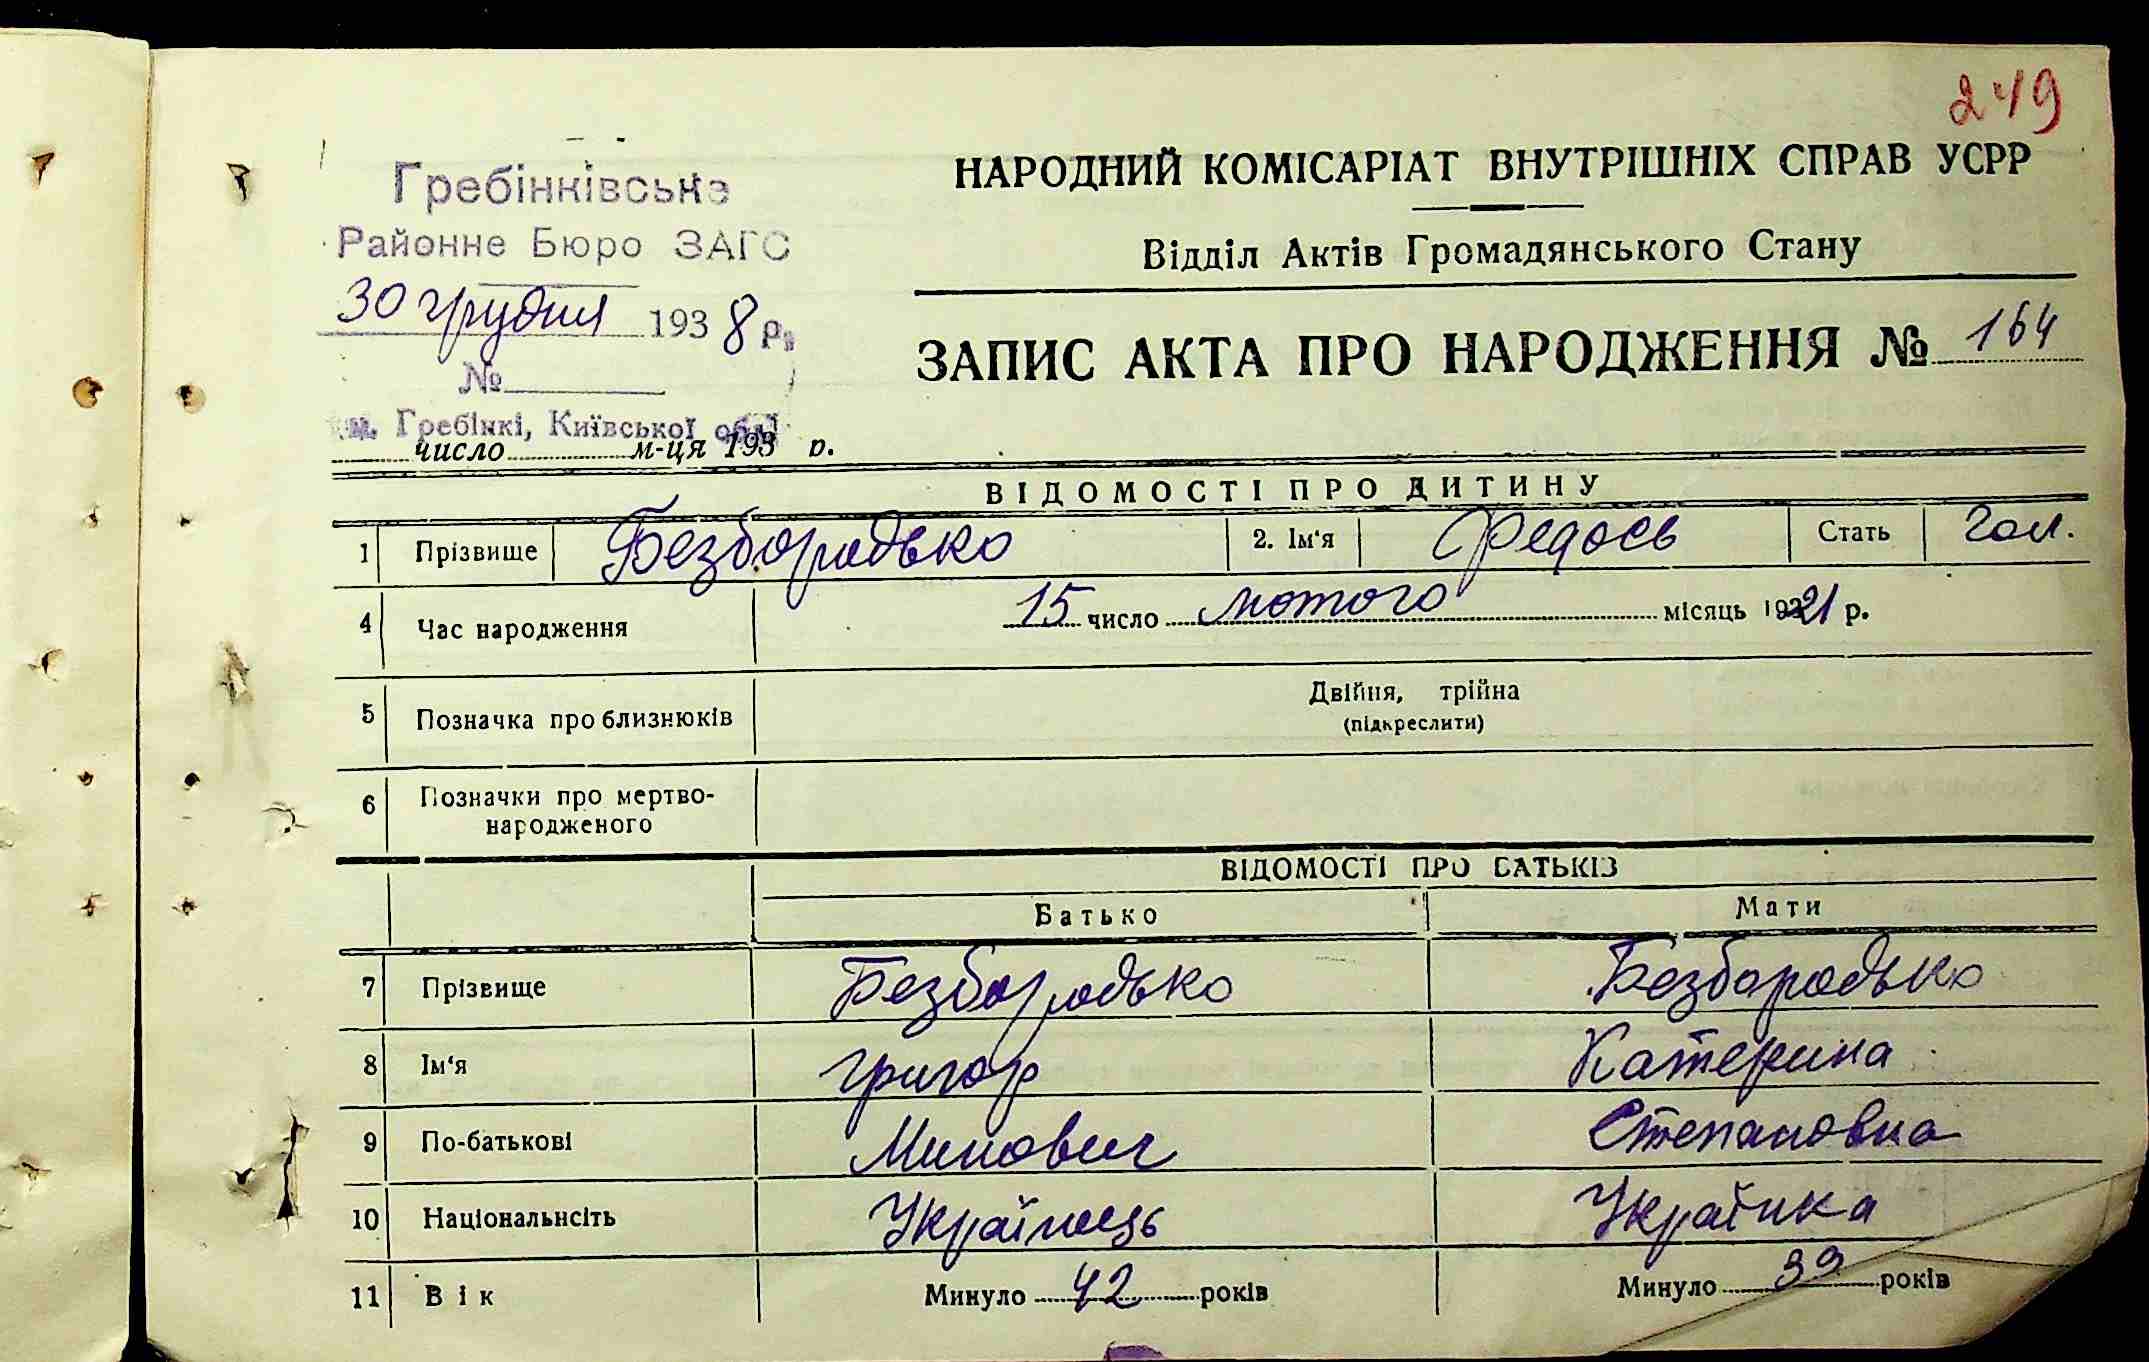 249
Гребінківське
Районне Бюро ЗАГС
30 грудня 1938 р.
№
м. Гребінкі, Київської обл.
число м-ця 193 р.
НАРОДНИЙ КОМІСАРІАТ ВНУТРІШНІХ СПРАВ УСРР
Відділ Актів Громадянського Стану
ЗАПИС АКТА ПРО НАРОДЖЕННЯ № 164
ВІДОМОСТІ ПРО ДИТИНУ
1 Прізвище Безбородько 2. Ім'я Федось Стать Чол.
4 Час народження 15 число лютого місяць 1921 р.
5 Позначка про близнюків Двійня, трійна
(підкреслити)
6 Позначки про мертво-
народженого
ВІДОМОСТІ ПРО БАТЬКІВ
Батько Мати
7 Прізвище Безбородько Безбородько
8 Ім'я Григор Катерина
9 По-батькові Минович Степановна
10 Національнсіть Українець Українка
11 Вік Минуло 42 років Минуло 39 років